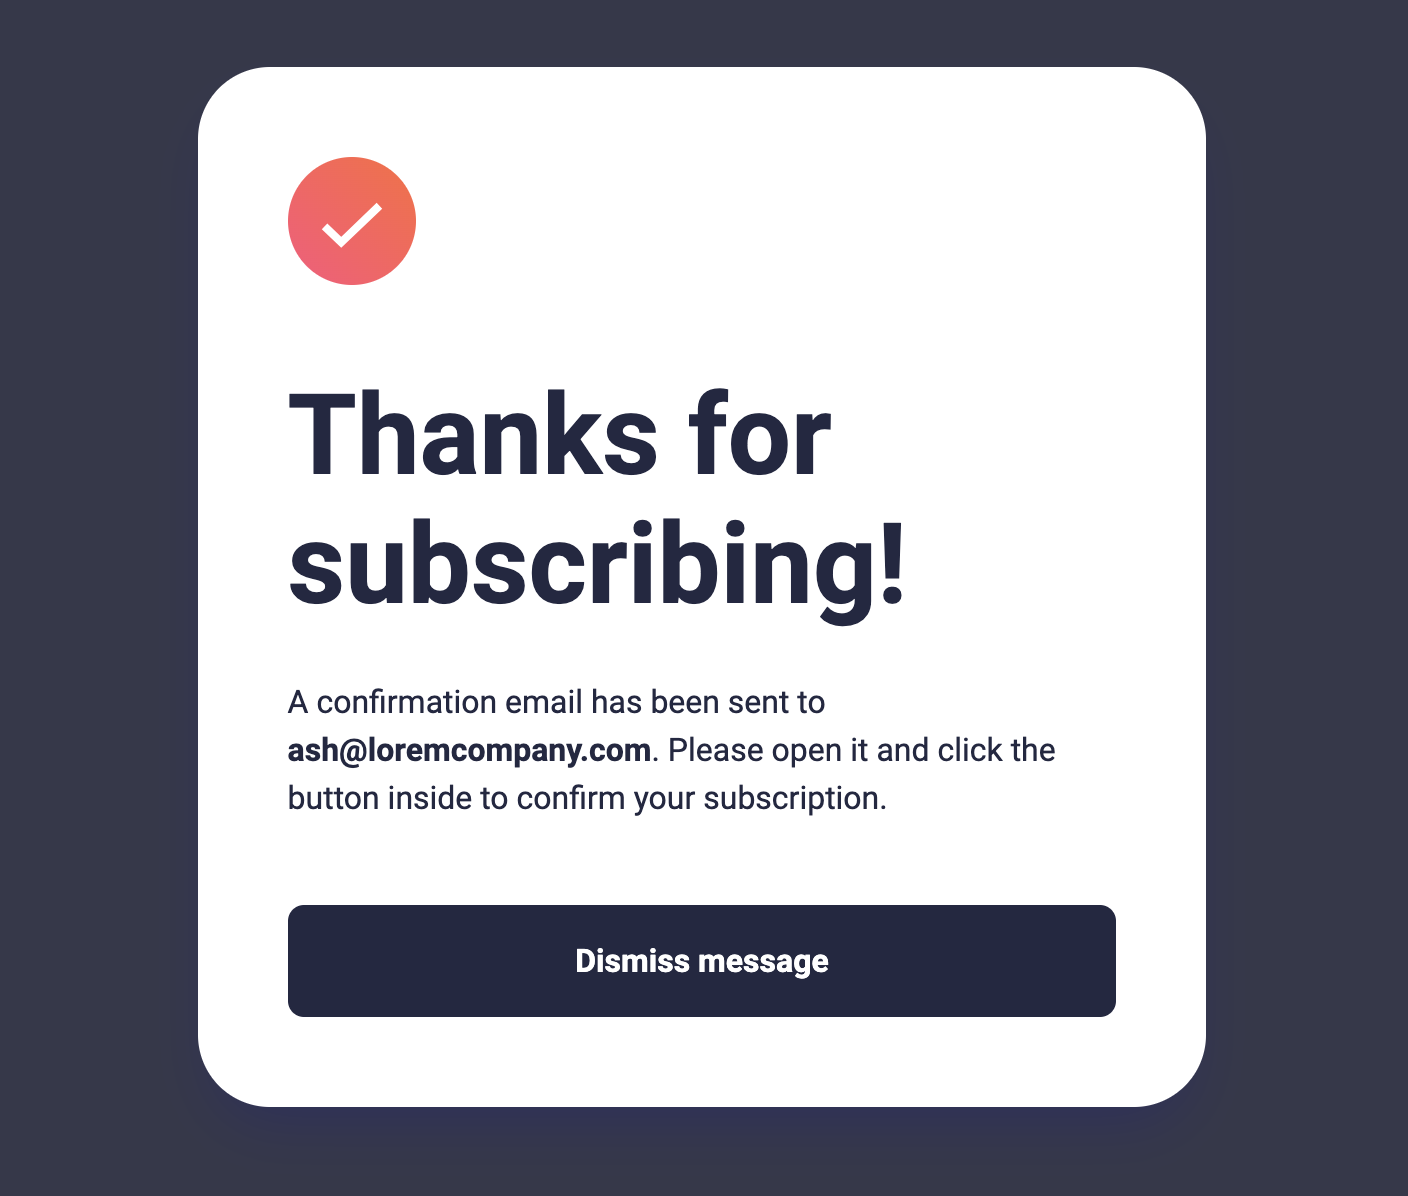 Thanks for
subscribing!
A confirmation email has been sent to
ash@loremcompany.com. Please open it and click the
button inside to confirm your subscription.
Dismiss message